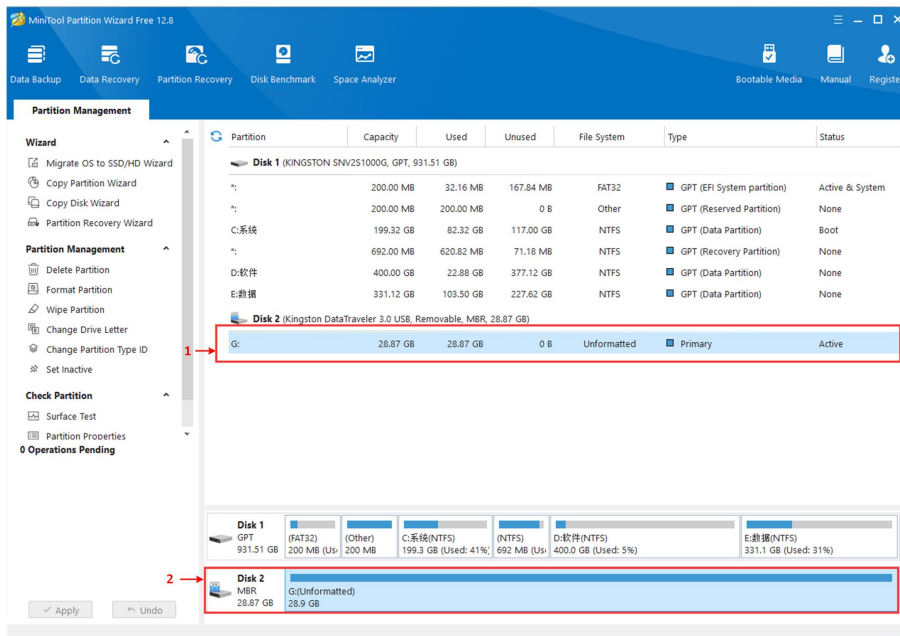 MiniTool Partition Wizard Free 12.8
Data Backup Data Recovery Partition Recovery Disk Benchmark Space Analyzer Bootable Media Manual Registe
Partition Management
Wizard
Migrate OS to SSD/HD Wizard
Copy Partition Wizard
Copy Disk Wizard
Partition Recovery Wizard
Partition Management
Delete Partition
Format Partition
Wipe Partition
Change Drive Letter
Change Partition Type ID
Set Inactive
Check Partition
Surface Test
Partition Properties
0 Operations Pending
Apply Undo
Partition Capacity Used Unused File System Type Status
Disk 1 (KINGSTON SNV2S1000G, GPT, 931.51 GB)
*: 200.00 MB 32.16 MB 167.84 MB FAT32 GPT (EFI System partition) Active & System
*: 200.00 MB 200.00 MB 0 B Other GPT (Reserved Partition) None
C:系统 199.32 GB 82.32 GB 117.00 GB NTFS GPT (Data Partition) Boot
*: 692.00 MB 620.82 MB 71.18 MB NTFS GPT (Recovery Partition) None
D:软件 400.00 GB 22.88 GB 377.12 GB NTFS GPT (Data Partition) None
E:数据 331.12 GB 103.50 GB 227.62 GB NTFS GPT (Data Partition) None
Disk 2 (Kingston DataTraveler 3.0 USB, Removable, MBR, 28.87 GB)
1
G: 28.87 GB 28.87 GB 0 B Unformatted Primary Active
Disk 1
GPT (FAT32) (Other) C:系统(NTFS) (NTFS) D:软件(NTFS) E:数据(NTFS)
931.51 GB 200 MB (Us 200 MB 199.3 GB (Used: 41% 692 MB (Us 400.0 GB (Used: 5%) 331.1 GB (Used: 31%)
2
Disk 2
MBR G:(Unformatted)
28.87 GB 28.9 GB